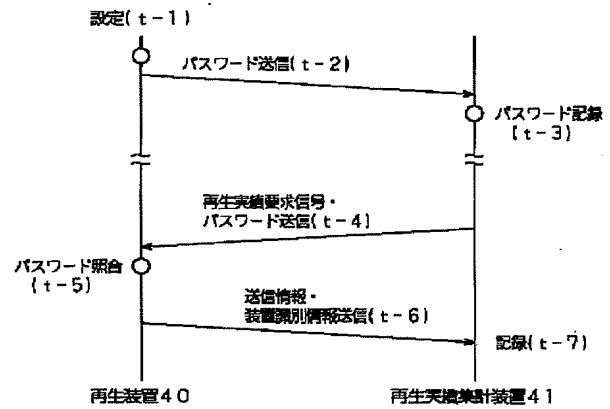 設定(t-1)
パスワード送信(t-2)
パスワード記録
(t-3)
再生実績要求信号・
パスワード送信(t-4)
パスワード照合
(t-5)
送信情報・
装置識別情報送信(t-6)
記録(t-7)
再生装置40
再生実績集計装置41